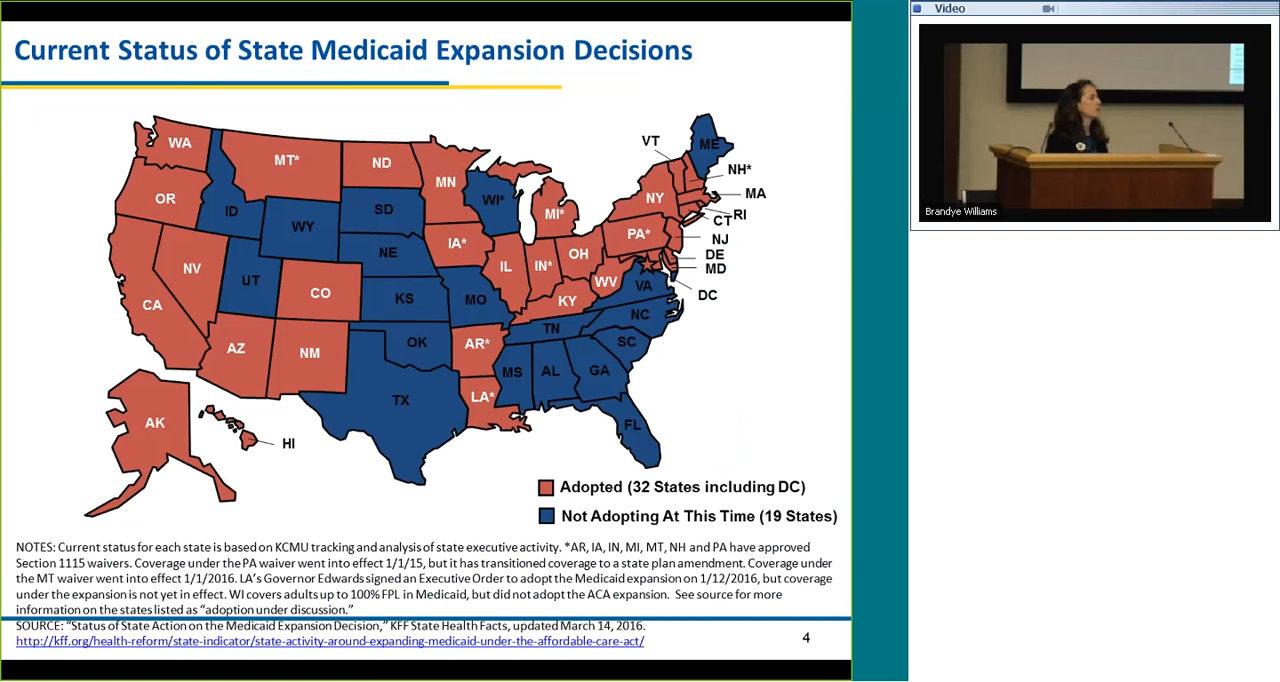 Current Status of State Medicaid Expansion Decisions
WA
MT*
ND
MN
OR
ID
WY
SD
WI*
MI*
VT
ME
NH*
NY
MA
RI
CT
NV
UT
CO
NE
IA*
IL
IN*
OH
PA*
NJ
DE
MD
DC
CA
KS
MO
KY
WV
VA
AZ
NM
OK
AR*
TN
NC
SC
TX
LA*
MS
AL
GA
FL
AK
HI
Adopted (32 States including DC)
Not Adopting At This Time (19 States)
NOTES: Current status for each state is based on KCMU tracking and analysis of state executive activity. *AR, IA, IN, MI, MT, NH and PA have approved
Section 1115 waivers. Coverage under the PA waiver went into effect 1/1/15, but it has transitioned coverage to a state plan amendment. Coverage under
the MT waiver went into effect 1/1/2016. LA's Governor Edwards signed an Executive Order to adopt the Medicaid expansion on 1/12/2016, but coverage
under the expansion is not yet in effect. WI covers adults up to 100% FPL in Medicaid, but did not adopt the ACA expansion. See source for more
information on the states listed as "adoption under discussion."
SOURCE: "Status of State Action on the Medicaid Expansion Decision," KFF State Health Facts, updated March 14, 2016.
http://kff.org/health-reform/state-indicator/state-activity-around-expanding-medicaid-under-the-affordable-care-act/
4
Video
Brandye Williams